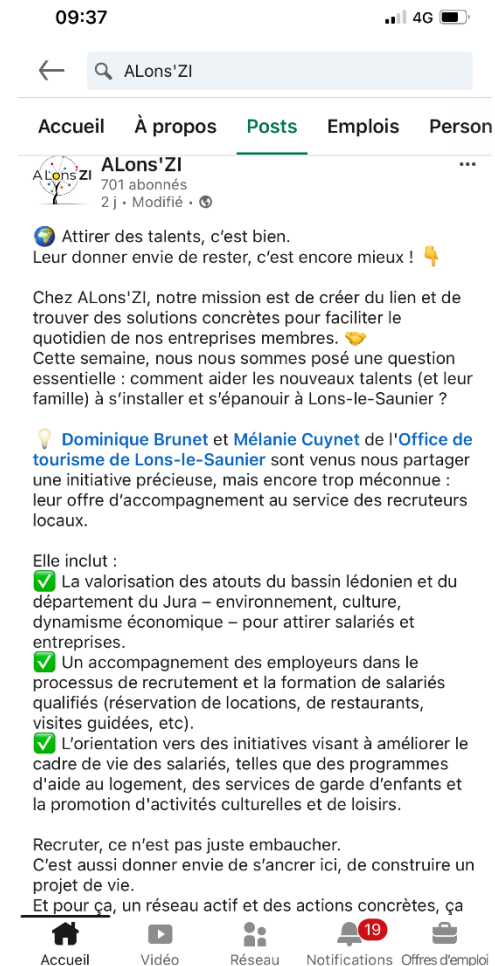 09:37
4G
ALons'ZI
Accueil À propos Posts Emplois Person
ALons'ZI
ALons'ZI
701 abonnés
2 j • Modifié •
🌍 Attirer des talents, c'est bien.
Leur donner envie de rester, c'est encore mieux ! 👇
Chez ALons'ZI, notre mission est de créer du lien et de
trouver des solutions concrètes pour faciliter le
quotidien de nos entreprises membres. 🤝
Cette semaine, nous nous sommes posé une question
essentielle : comment aider les nouveaux talents (et leur
famille) à s'installer et s'épanouir à Lons-le-Saunier ?
💡 Dominique Brunet et Mélanie Cuynet de l'Office de
tourisme de Lons-le-Saunier sont venus nous partager
une initiative précieuse, mais encore trop méconnue :
leur offre d'accompagnement au service des recruteurs
locaux.
Elle inclut :
✅ La valorisation des atouts du bassin lédonien et du
département du Jura – environnement, culture,
dynamisme économique – pour attirer salariés et
entreprises.
✅ Un accompagnement des employeurs dans le
processus de recrutement et la formation de salariés
qualifiés (réservation de locations, de restaurants,
visites guidées, etc).
✅ L'orientation vers des initiatives visant à améliorer le
cadre de vie des salariés, telles que des programmes
d'aide au logement, des services de garde d'enfants et
la promotion d'activités culturelles et de loisirs.
Recruter, ce n'est pas juste embaucher.
C'est aussi donner envie de s'ancrer ici, de construire un
projet de vie.
Et pour ça, un réseau actif et des actions concrètes, ça
19
Accueil Vidéo Réseau Notifications Offres d'emploi